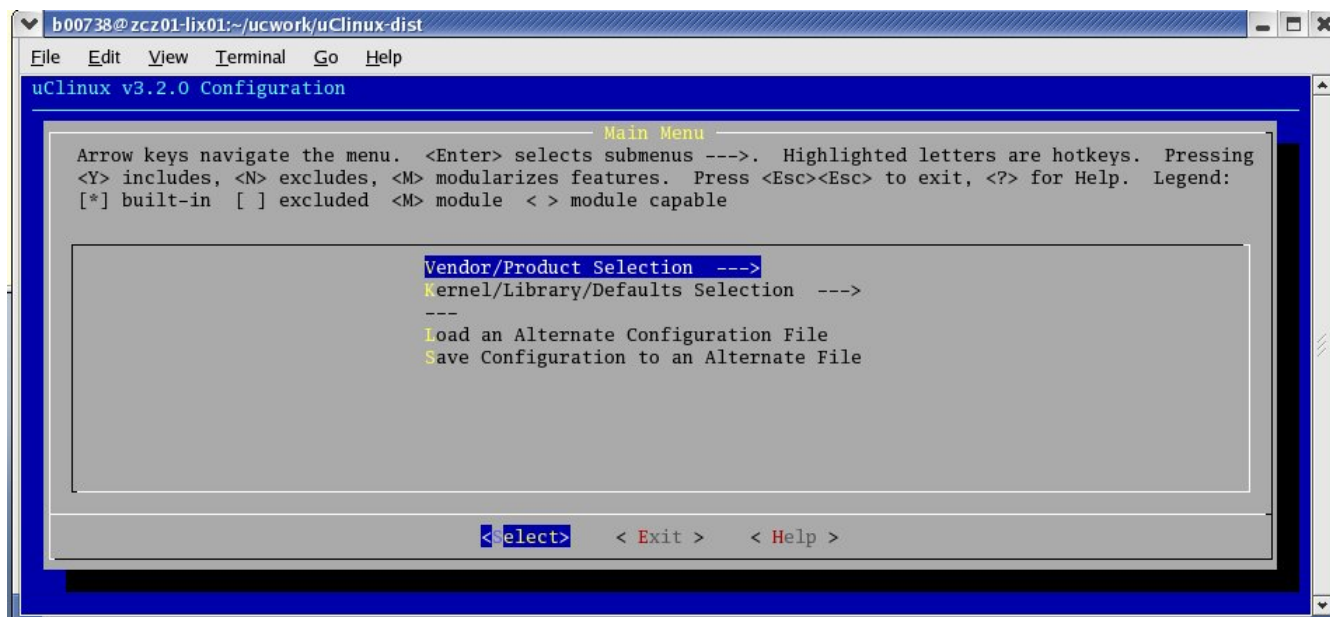 b00738@zcz01-lix01:~/ucwork/uClinux-dist
File Edit View Terminal Go Help
uClinux v3.2.0 Configuration
Main Menu
Arrow keys navigate the menu. <Enter> selects submenus --->. Highlighted letters are hotkeys. Pressing
<Y> includes, <N> excludes, <M> modularizes features. Press <Esc><Esc> to exit, <?> for Help. Legend:
[*] built-in [ ] excluded <M> module < > module capable
Vendor/Product Selection --->
Kernel/Library/Defaults Selection --->
---
Load an Alternate Configuration File
Save Configuration to an Alternate File
<Select> < Exit > < Help >